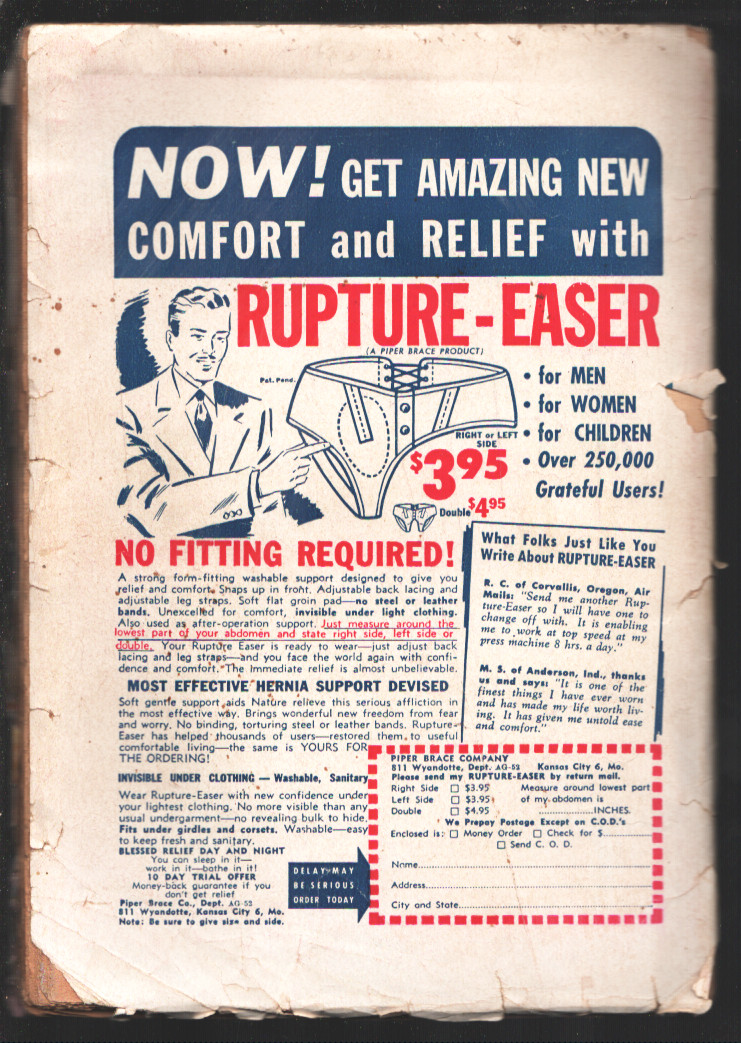 NOW! GET AMAZING NEW
COMFORT and RELIEF with
RUPTURE-EASER
(A PIPER BRACE PRODUCT)
Pat. Pend.
• for MEN
• for WOMEN
• for CHILDREN
• Over 250,000
Grateful Users!
RIGHT or LEFT
SIDE
$3.95
Double $4.95
NO FITTING REQUIRED!
A strong form-fitting washable support designed to give you
relief and comfort. Snaps up in front. Adjustable back lacing and
adjustable leg straps. Soft flat groin pad—no steel or leather
bands. Unexcelled for comfort, invisible under light clothing.
Also used as after-operation support. Just measure around the
lowest part of your abdomen and state right side, left side or
double. Your Rupture Easer is ready to wear—just adjust back
lacing and leg straps—and you face the world again with confi-
dence and comfort. The Immediate relief is almost unbelievable.
MOST EFFECTIVE HERNIA SUPPORT DEVISED
Soft gentle support aids Nature relieve this serious affliction in
the most effective way. Brings wonderful new freedom from fear
and worry. No binding, torturing steel or leather bands. Rupture-
Easer has helped thousands of users—restored them to useful
comfortable living—the same is YOURS FOR
THE ORDERING!
INVISIBLE UNDER CLOTHING — Washable, Sanitary
Wear Rupture-Easer with new confidence under
your lightest clothing. No more visible than any
usual undergarment—no revealing bulk to hide.
Fits under girdles and corsets. Washable—easy
to keep fresh and sanitary.
BLESSED RELIEF DAY AND NIGHT
You can sleep in it—
work in it—bathe in it!
10 DAY TRIAL OFFER
Money-back guarantee if you
don't get relief
Piper Brace Co., Dept. AG-52
811 Wyandotte, Kansas City 6, Mo.
Note: Be sure to give size and side.
DELAY MAY
BE SERIOUS
ORDER TODAY
What Folks Just Like You
Write About RUPTURE-EASER
R. C. of Corvallis, Oregon, Air
Mails: "Send me another Rup-
ture-Easer so I will have one to
change off with. It is enabling
me to work at top speed at my
press machine 8 hrs. a day."
M. S. of Anderson, Ind., thanks
us and says: "It is one of the
finest things I have ever worn
and has made my life worth liv-
ing. It has given me untold ease
and comfort."
PIPER BRACE COMPANY
811 Wyandotte, Dept. AG-52 Kansas City 6, Mo.
Please send my RUPTURE-EASER by return mail.
Right Side □ $3.95 Measure around lowest part
Left Side □ $3.95 of my abdomen is
Double □ $4.95 ..................INCHES.
We Prepay Postage Except on C.O.D.'s
Enclosed is: □ Money Order □ Check for $............
□ Send C. O. D.
Name............................................................
Address............................................................
City and State............................................................